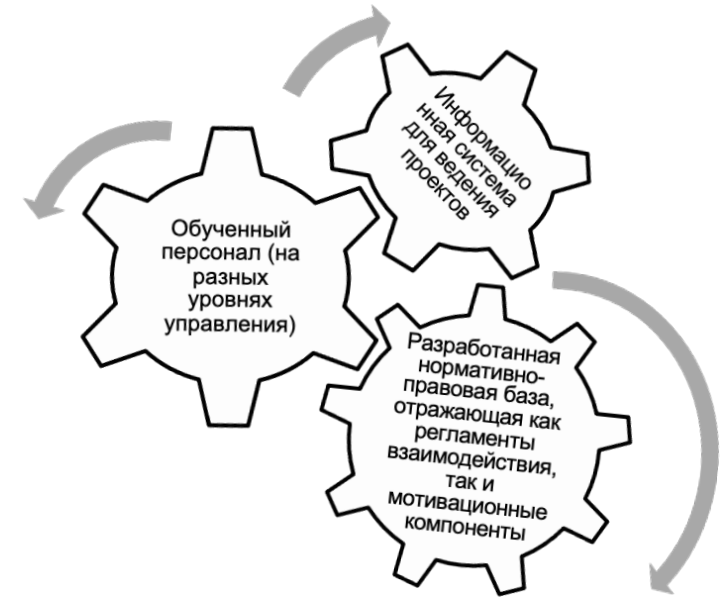 Информацио
нная система
для ведения
проектов
Обученный
персонал (на
разных
уровнях
управления)
Разработанная
нормативно-
правовая база,
отражающая как
регламенты
взаимодействия,
так и
мотивационные
компоненты